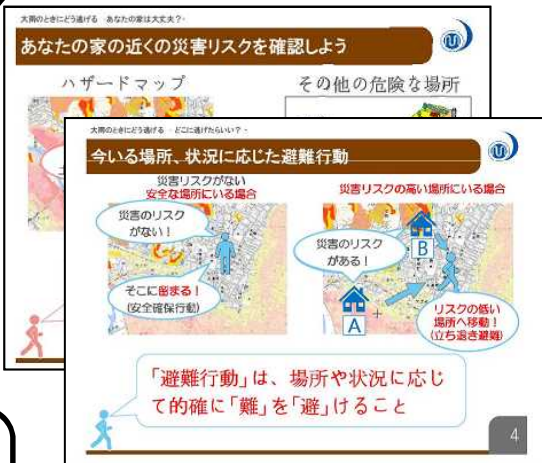 大雨のときにどう逃げる あなたの家は大丈夫?-
あなたの家の近くの災害リスクを確認しよう
ハザードマップ
その他の危険な場所
大雨のときにどう逃げる - どこに逃げたらいい?-
今いる場所、状況に応じた避難行動
災害リスクがない
安全な場所にいる場合
災害のリスク
がない!
そこに留まる!
(安全確保行動)
災害リスクの高い場所にいる場合
災害のリスク
がある!
B
A
リスクの低い
場所へ移動!
(立ち退き避難)
「避難行動」は、場所や状況に応じ
て的確に「難」を「避」けること
4